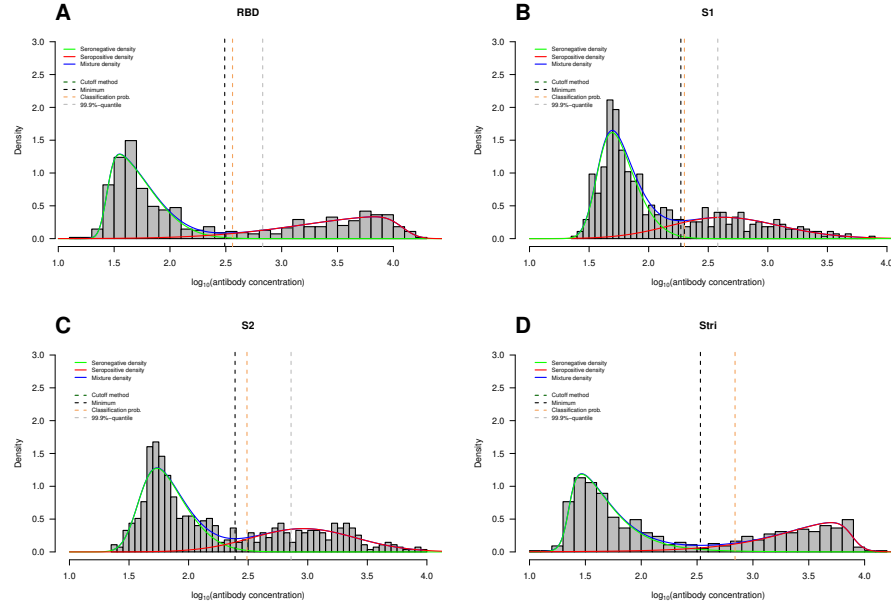 A
RBD
3.0
2.5
2.0
1.5
1.0
0.5
0.0
Density
Seronegative density
Seropositive density
Mixture density
Cutoff method
Minimum
Classification prob.
99.9%-quantile
1.0 1.5 2.0 2.5 3.0 3.5 4.0
log10(antibody concentration)
B
S1
3.0
2.5
2.0
1.5
1.0
0.5
0.0
Density
Seronegative density
Seropositive density
Mixture density
Cutoff method
Minimum
Classification prob.
99.9%-quantile
1.0 1.5 2.0 2.5 3.0 3.5 4.0
log10(antibody concentration)
C
S2
3.0
2.5
2.0
1.5
1.0
0.5
0.0
Density
Seronegative density
Seropositive density
Mixture density
Cutoff method
Minimum
Classification prob.
99.9%-quantile
1.0 1.5 2.0 2.5 3.0 3.5 4.0
log10(antibody concentration)
D
Stri
3.0
2.5
2.0
1.5
1.0
0.5
0.0
Density
Seronegative density
Seropositive density
Mixture density
Cutoff method
Minimum
Classification prob.
99.9%-quantile
1.0 1.5 2.0 2.5 3.0 3.5 4.0
log10(antibody concentration)